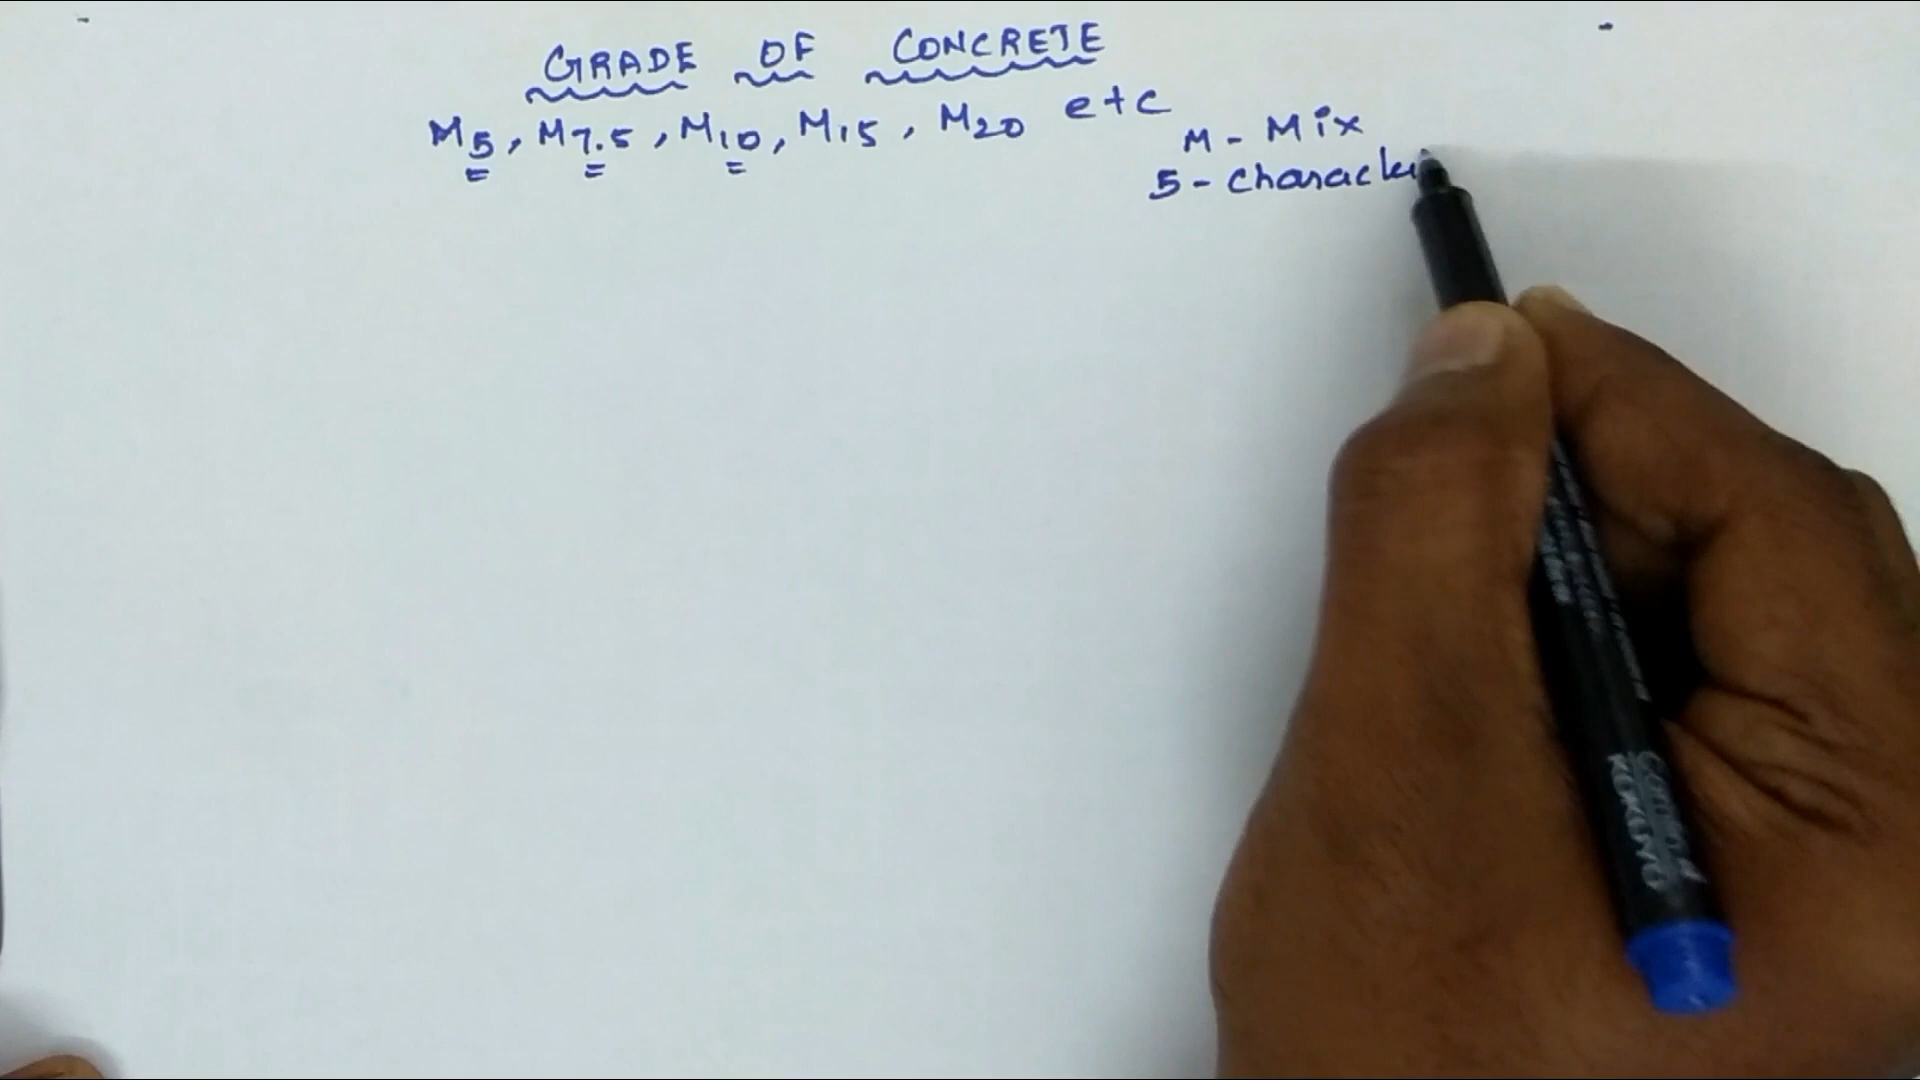 GRADE OF CONCRETE
M5, M7.5, M10, M15, M20 etc
M - Mix
5 - characte